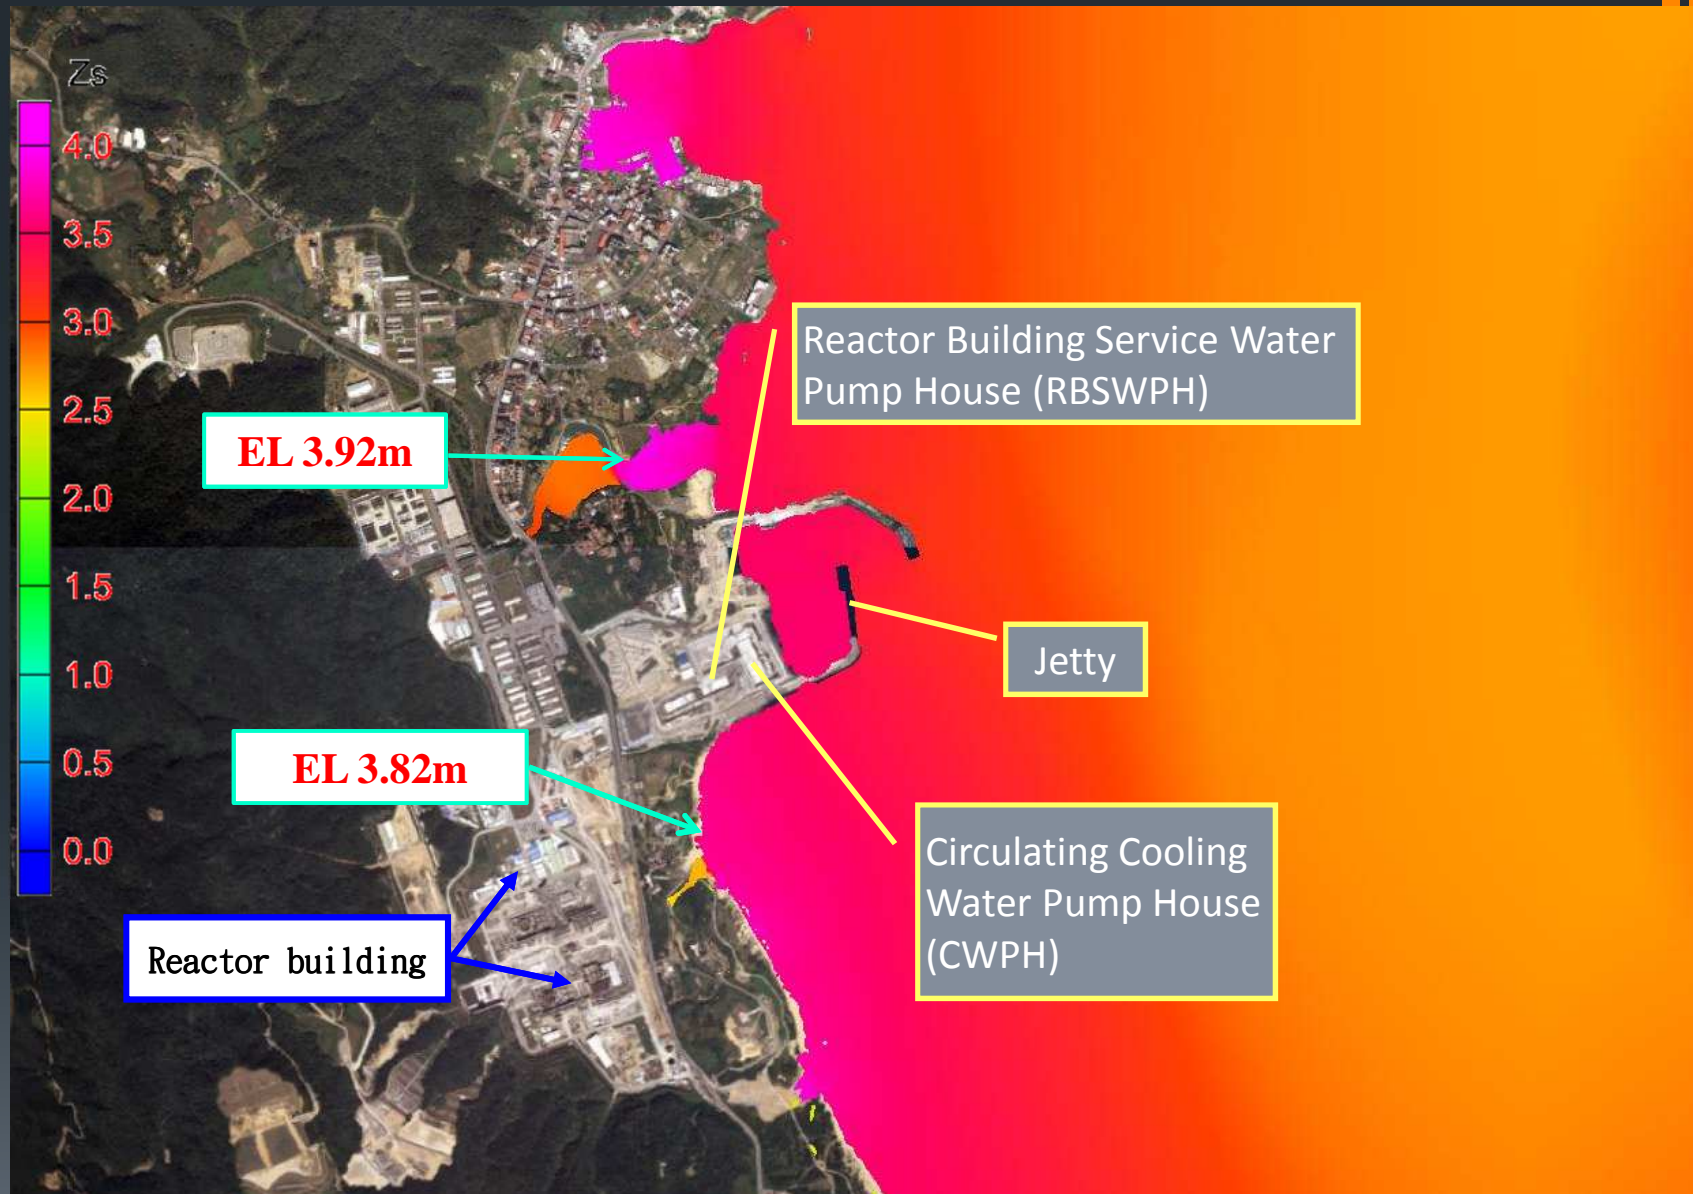 Zs
4.0
3.5
3.0
2.5
2.0
1.5
1.0
0.5
0.0
Reactor Building Service Water
Pump House (RBSWPH)
EL 3.92m
Jetty
EL 3.82m
Circulating Cooling
Water Pump House
(CWPH)
Reactor building